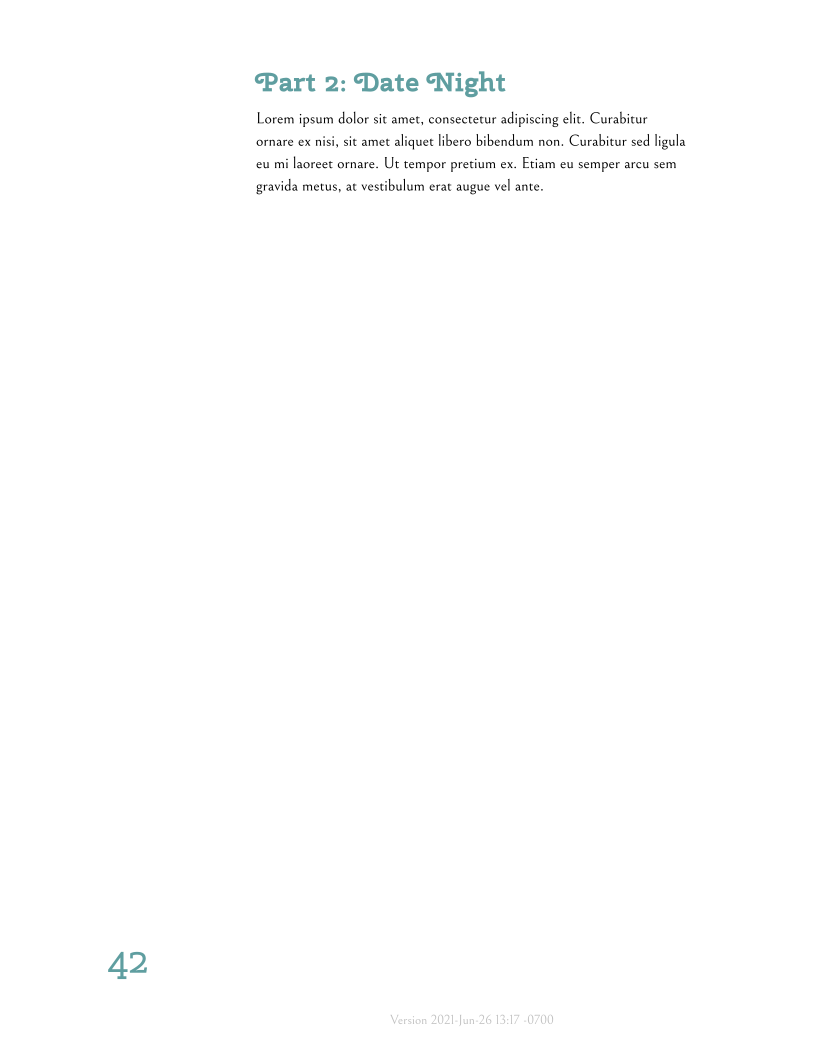 Part 2: Date Night
Lorem ipsum dolor sit amet, consectetur adipiscing elit. Curabitur
ornare ex nisi, sit amet aliquet libero bibendum non. Curabitur sed ligula
eu mi laoreet ornare. Ut tempor pretium ex. Etiam eu semper arcu sem
gravida metus, at vestibulum erat augue vel ante.
42
Version 2021-Jun-26 13:17 -0700